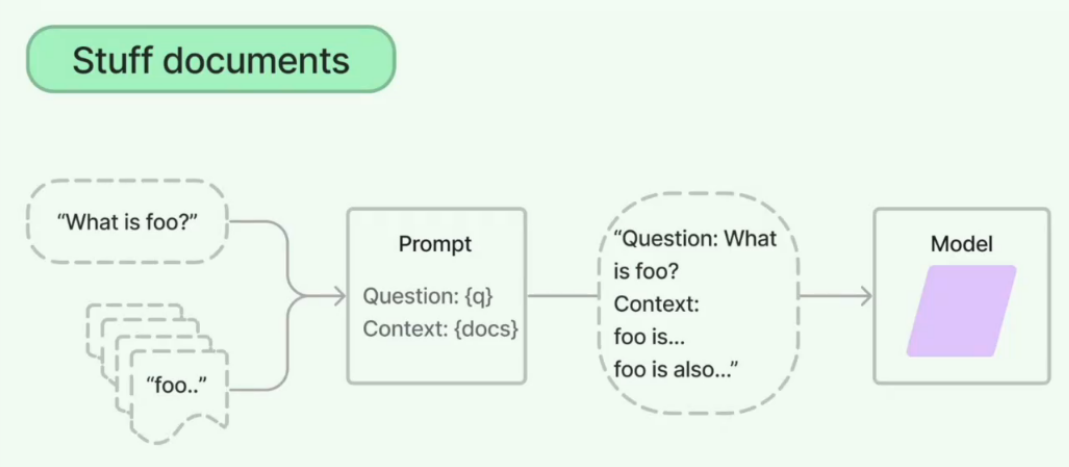 Stuff documents
“What is foo?”
“foo..”
Prompt
Question: {q}
Context: {docs}
“Question: What
is foo?
Context:
foo is...
foo is also...”
Model